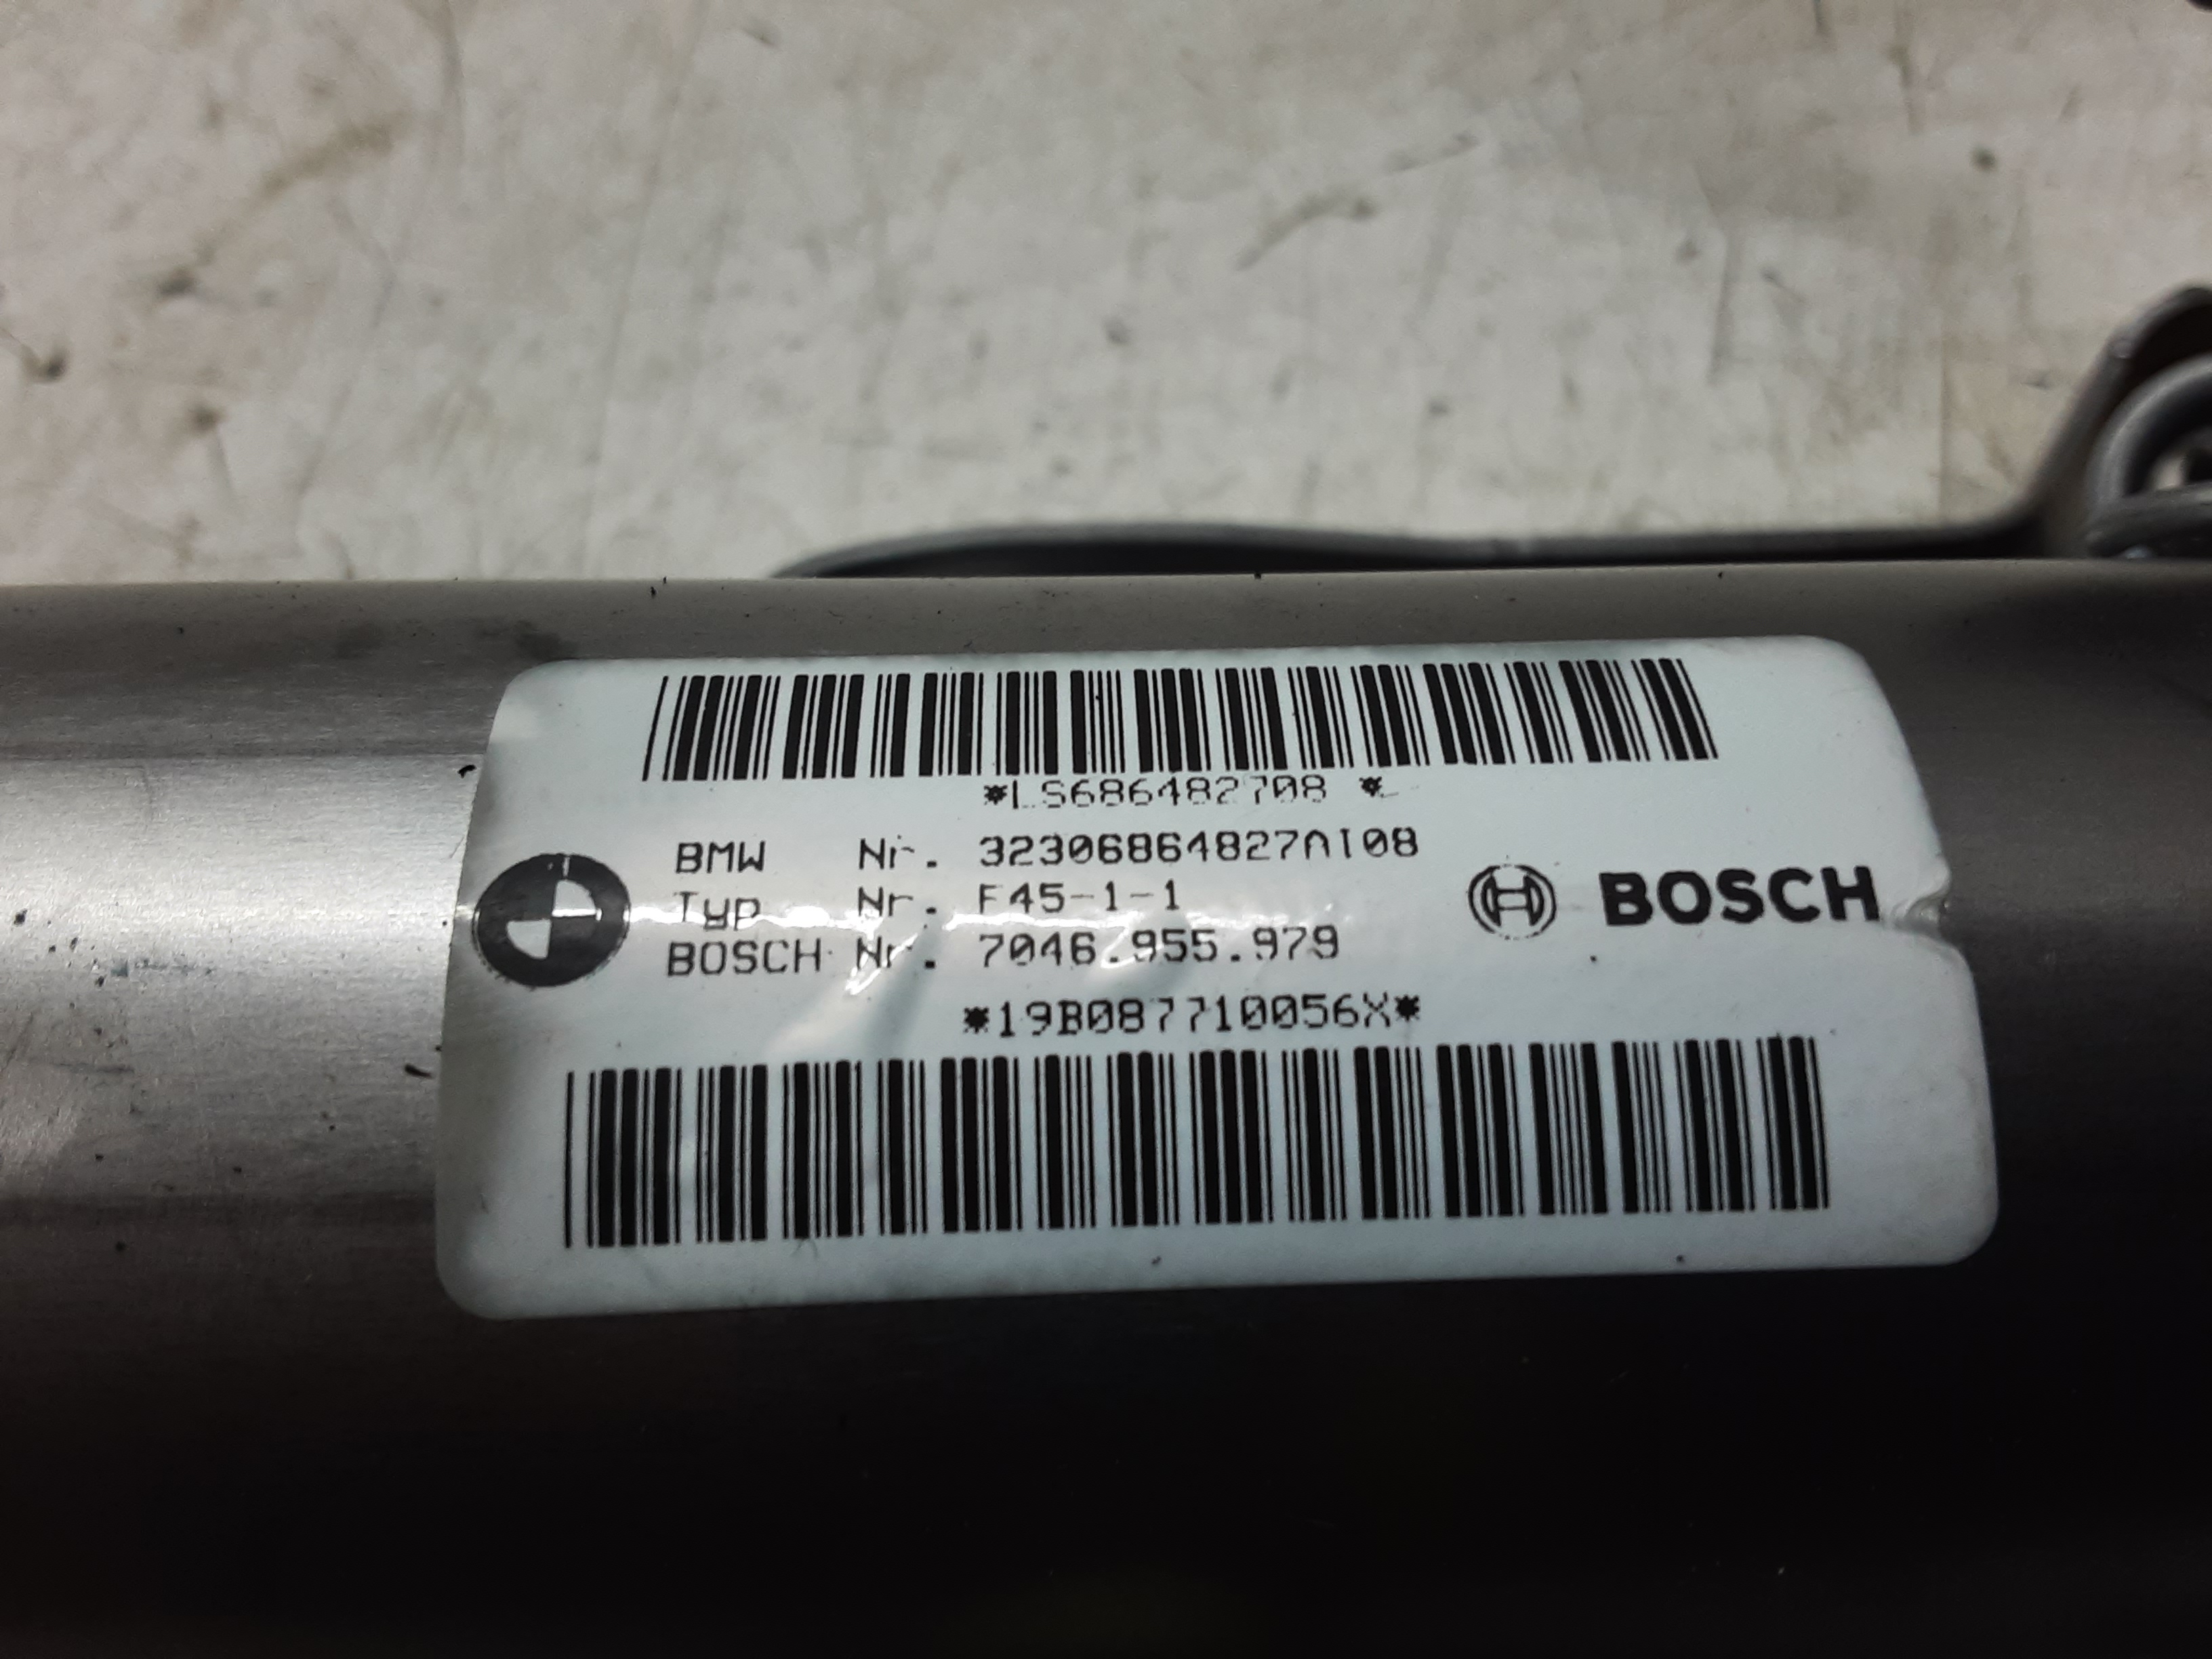 *LS686482708 *
BMW Nr. 32306864827AI08
Typ Nr. F45-1-1
BOSCH Nr. 7046.955.979
BOSCH
*19B087710056X*